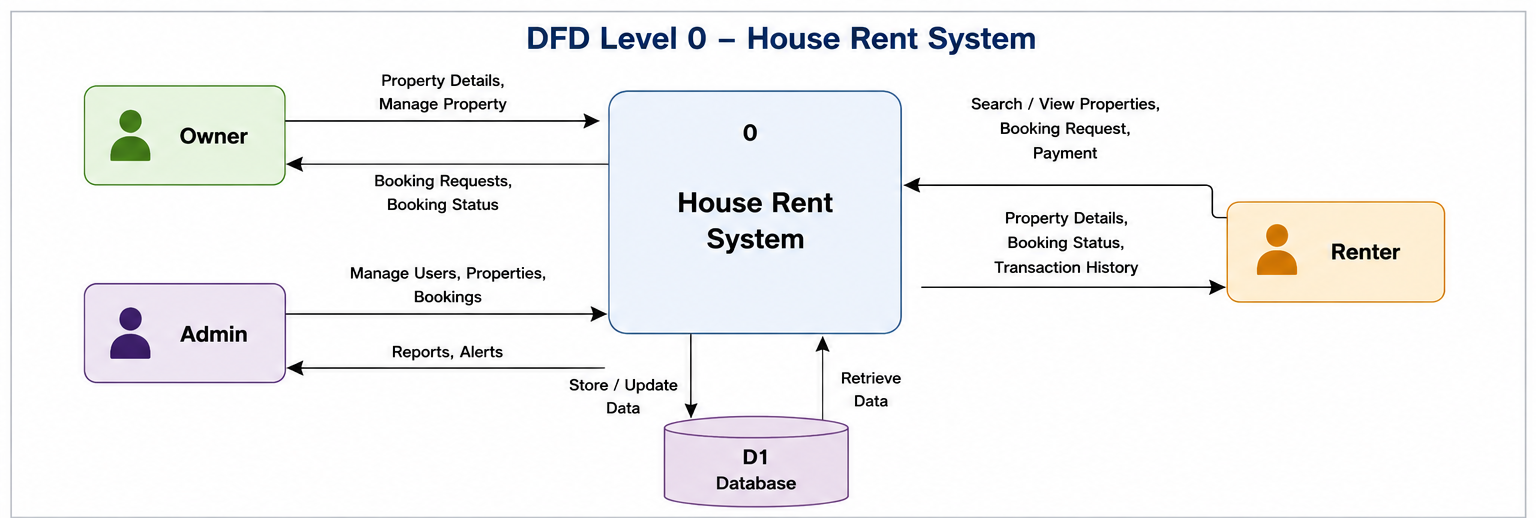 DFD Level 0 – House Rent System
Property Details,
Manage Property
Owner
Booking Requests,
Booking Status
0
House Rent
System
Search / View Properties,
Booking Request,
Payment
Property Details,
Booking Status,
Transaction History
Renter
Manage Users, Properties,
Bookings
Admin
Reports, Alerts
Store / Update
Data
Retrieve
Data
D1
Database